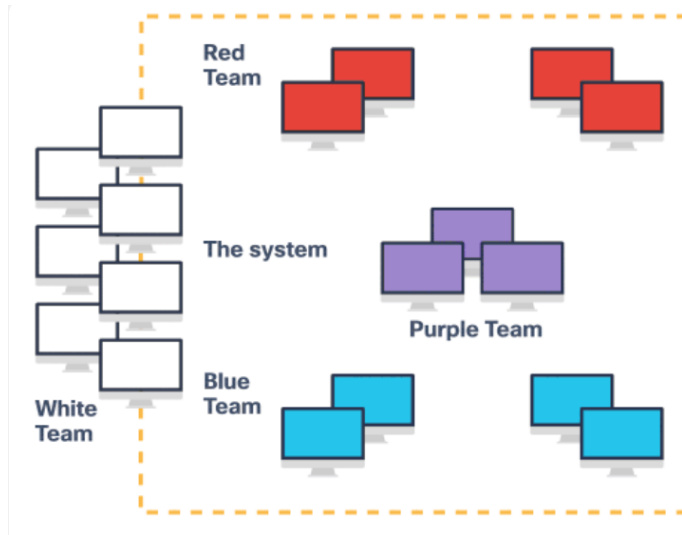 Red
Team
The system
Purple Team
Blue
Team
White
Team